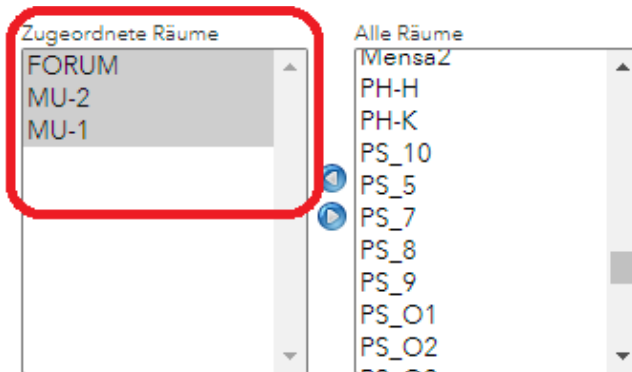 Zugeordnete Räume
FORUM
MU-2
MU-1
Alle Räume
Mensa2
PH-H
PH-K
PS_10
PS_5
PS_7
PS_8
PS_9
PS_O1
PS_O2